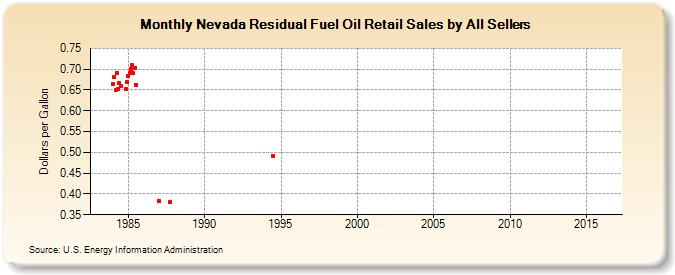 Monthly Nevada Residual Fuel Oil Retail Sales by All Sellers
Dollars per Gallon
0.75
0.70
0.65
0.60
0.55
0.50
0.45
0.40
0.35
1985 1990 1995 2000 2005 2010 2015
Source: U.S. Energy Information Administration